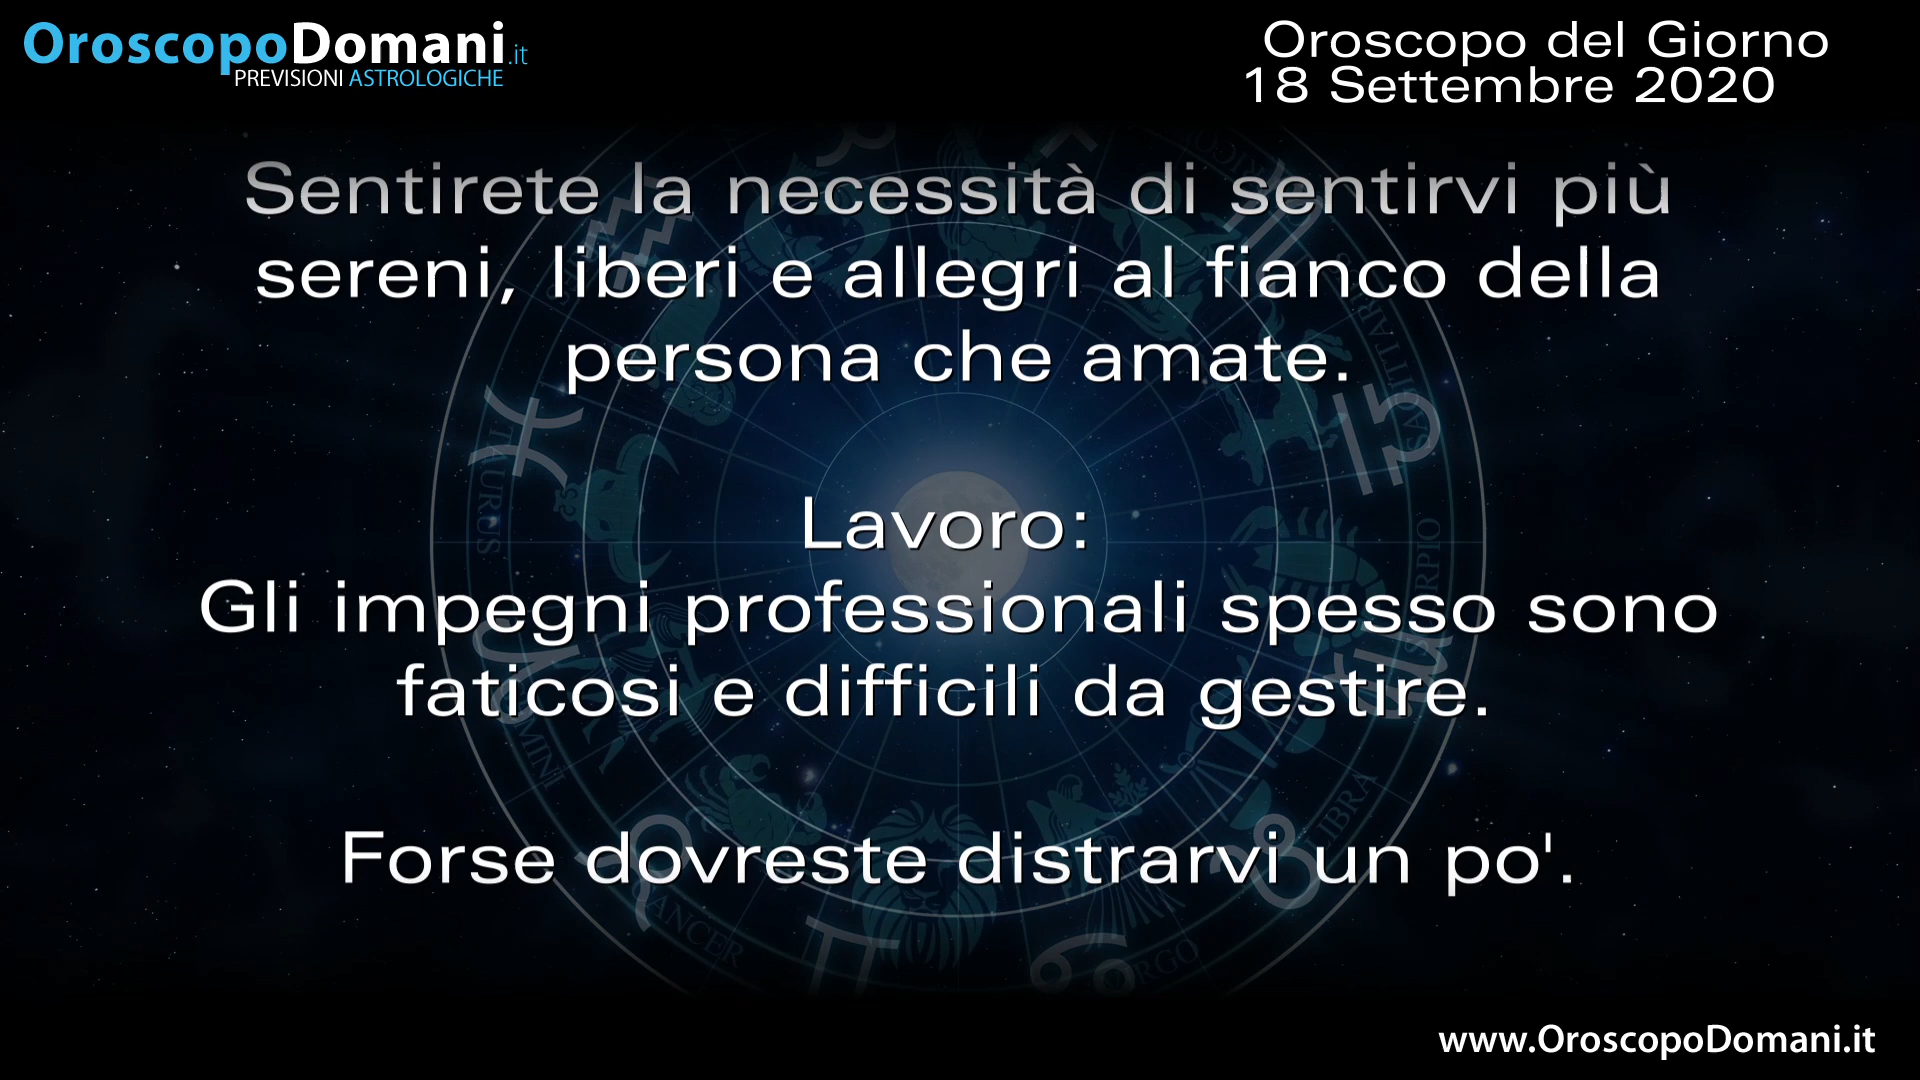 OroscopoDomani.it
PREVISIONI ASTROLOGICHE
Oroscopo del Giorno
18 Settembre 2020
Sentirete la necessità di sentirvi più
sereni, liberi e allegri al fianco della
persona che amate.
Lavoro:
Gli impegni professionali spesso sono
faticosi e difficili da gestire.
Forse dovreste distrarvi un po'.
www.OroscopoDomani.it
LIBRA